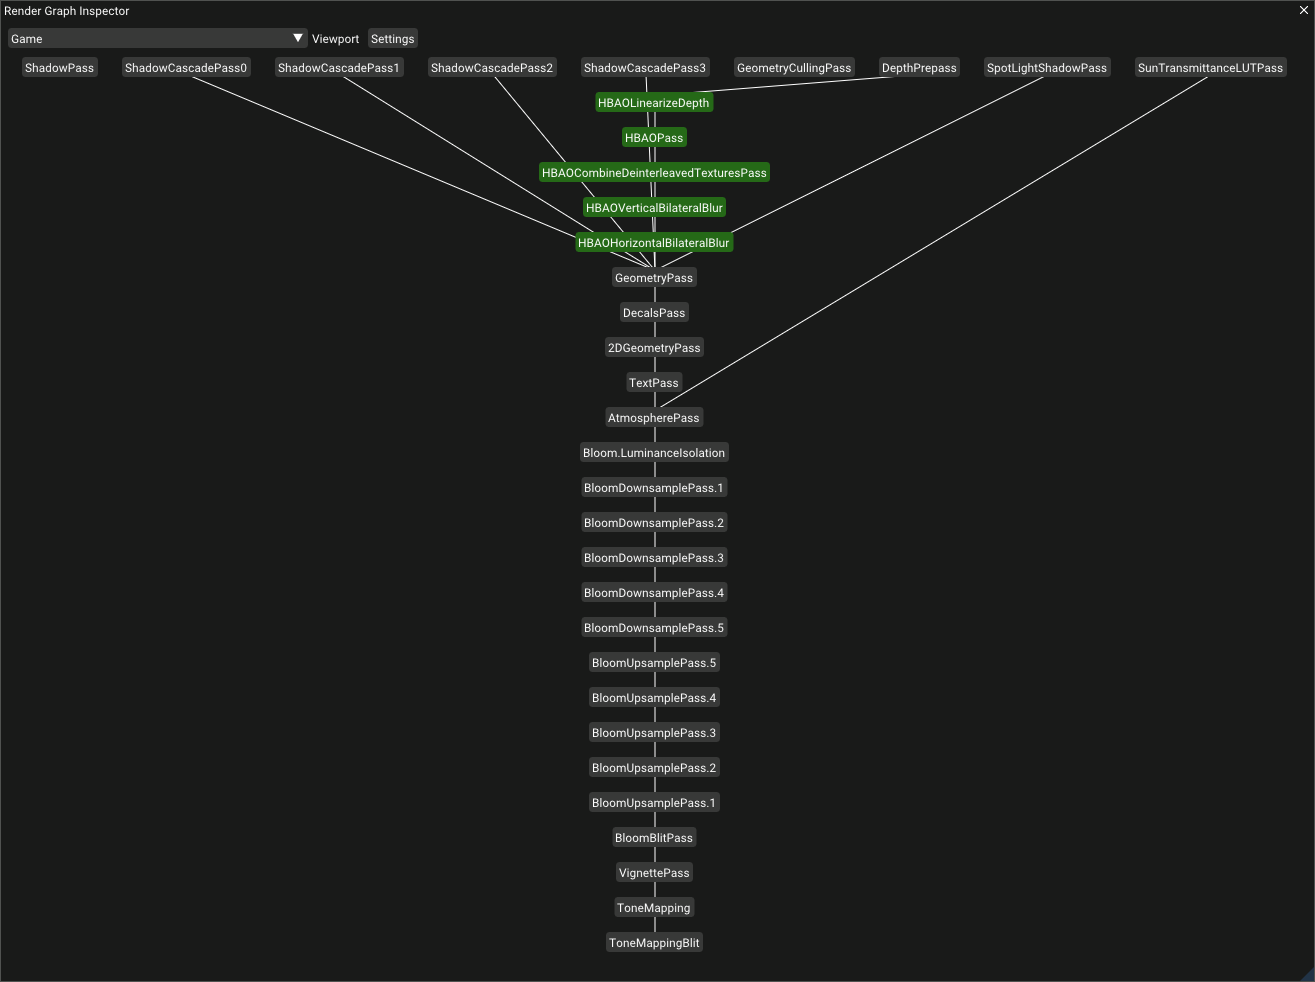 Render Graph Inspector
Game Viewport Settings
ShadowPass ShadowCascadePass0 ShadowCascadePass1 ShadowCascadePass2 ShadowCascadePass3 GeometryCullingPass DepthPrepass SpotLightShadowPass SunTransmittanceLUTPass
HBAOLinearizeDepth
HBAOPass
HBAOCombineDeinterleavedTexturesPass
HBAOVerticalBilateralBlur
HBAOHorizontalBilateralBlur
GeometryPass
DecalsPass
2DGeometryPass
TextPass
AtmospherePass
Bloom.LuminanceIsolation
BloomDownsamplePass.1
BloomDownsamplePass.2
BloomDownsamplePass.3
BloomDownsamplePass.4
BloomDownsamplePass.5
BloomUpsamplePass.5
BloomUpsamplePass.4
BloomUpsamplePass.3
BloomUpsamplePass.2
BloomUpsamplePass.1
BloomBlitPass
VignettePass
ToneMapping
ToneMappingBlit